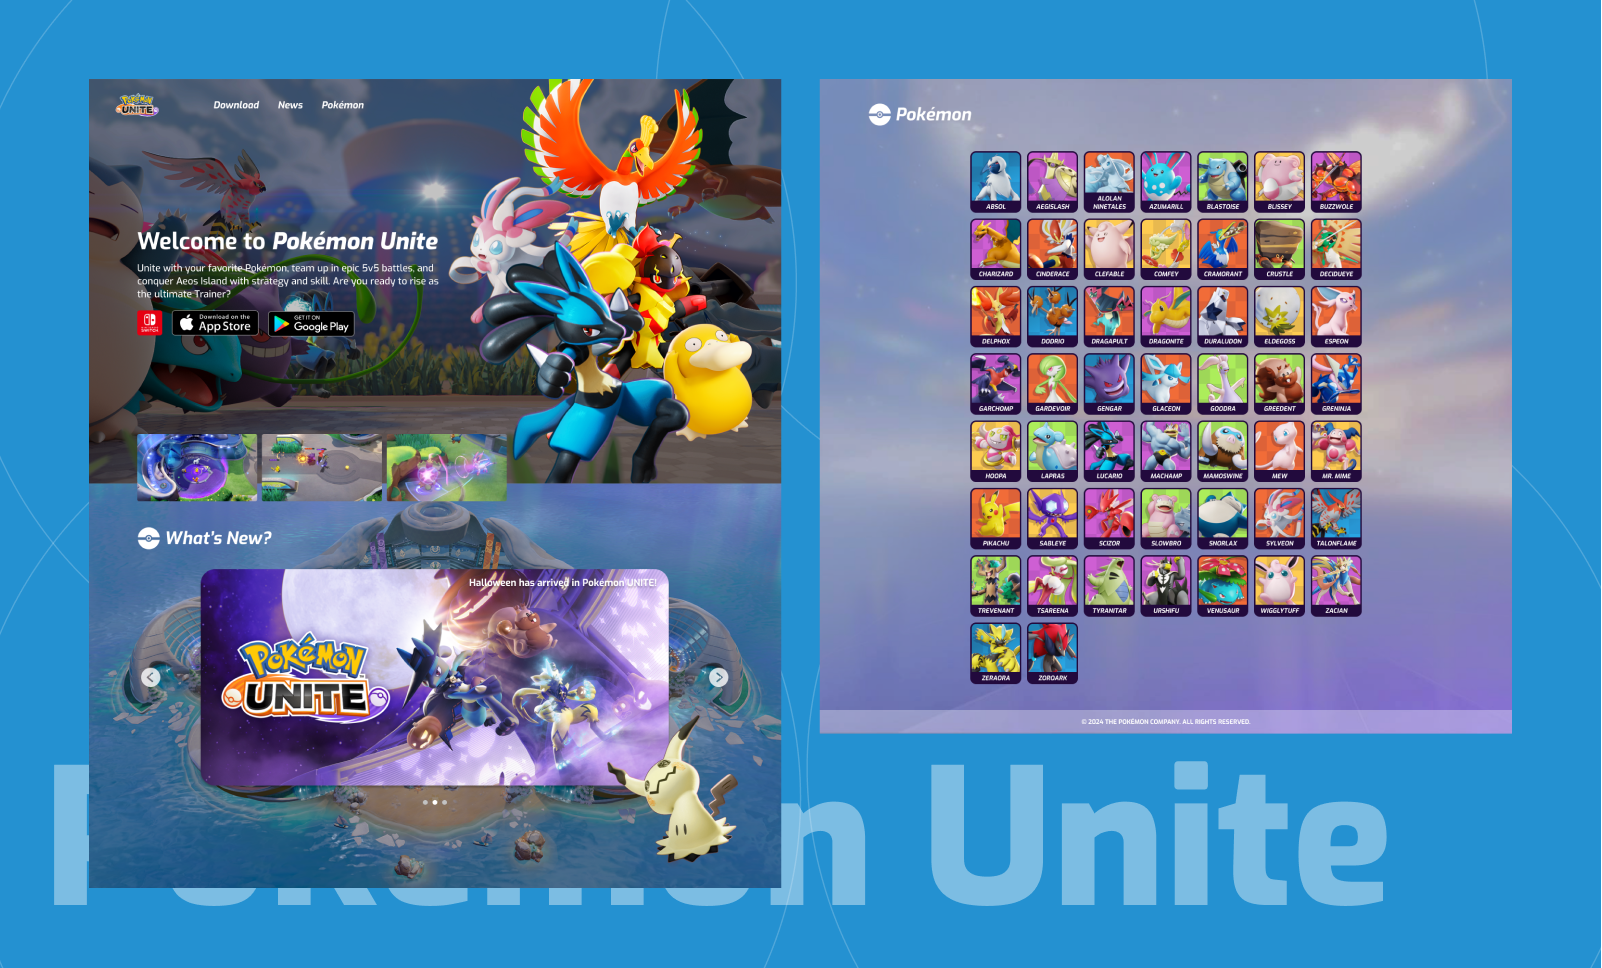 POKÉMON
UNITE
Download
News
Pokémon
Welcome to Pokémon Unite
Unite with your favorite Pokémon, team up in epic 5v5 battles, and
conquer Aeos Island with strategy and skill. Are you ready to rise as
the ultimate Trainer?
Download on the
App Store
GET IT ON
Google Play
What's New?
Halloween has arrived in Pokémon UNITE!
POKÉMON
UNITE
Pokémon
ABSOL
AEGISLASH
ALOLAN
NINETALES
AZUMARILL
BLASTOISE
BLISSEY
BUZZWOLE
CHARIZARD
CINDERACE
CLEFABLE
COMFEY
CRAMORANT
CRUSTLE
DECIDUEYE
DELPHOX
DODRIO
DRAGAPULT
DRAGONITE
DURALUDON
ELDEGOSS
ESPEON
GARCHOMP
GARDEVOIR
GENGAR
GLACEON
GOODRA
GREEDENT
GRENINJA
HOOPA
LAPRAS
LUCARIO
MACHAMP
MAMOSWINE
MEW
MR. MIME
PIKACHU
SABLEYE
SCIZOR
SLOWBRO
SNORLAX
SYLVEON
TALONFLAME
TREVENANT
TSAREENA
TYRANITAR
URSHIFU
VENUSAUR
WIGGLYTUFF
ZACIAN
ZERAORA
ZOROARK
© 2024 THE POKÉMON COMPANY. ALL RIGHTS RESERVED.
Pokémon Unite